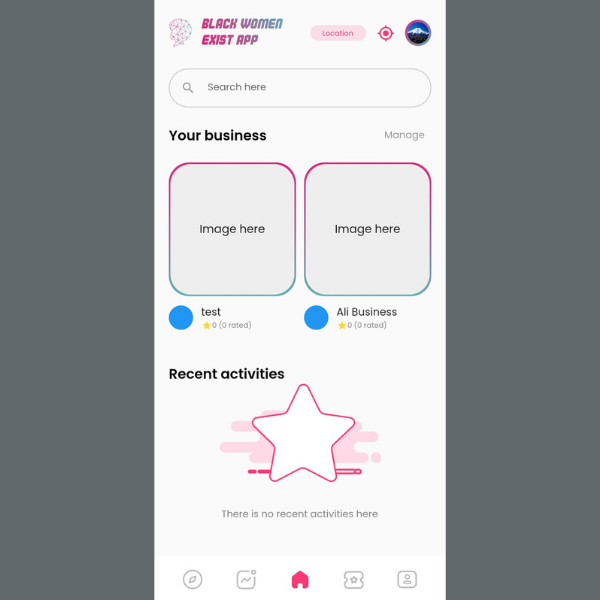 BLACK WOMEN
EXIST APP
Location
Search here
Your business
Manage
Image here
Image here
test
0 (0 rated)
Ali Business
0 (0 rated)
Recent activities
There is no recent activities here